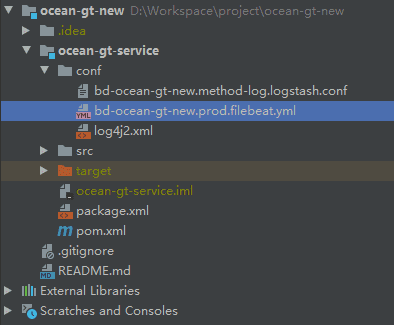 ocean-gt-new D:\Workspace\project\ocean-gt-new
.idea
ocean-gt-service
conf
bd-ocean-gt-new.method-log.logstash.conf
YML bd-ocean-gt-new.prod.filebeat.yml
log4j2.xml
src
target
ocean-gt-service.iml
package.xml
m pom.xml
.gitignore
MD README.md
External Libraries
Scratches and Consoles